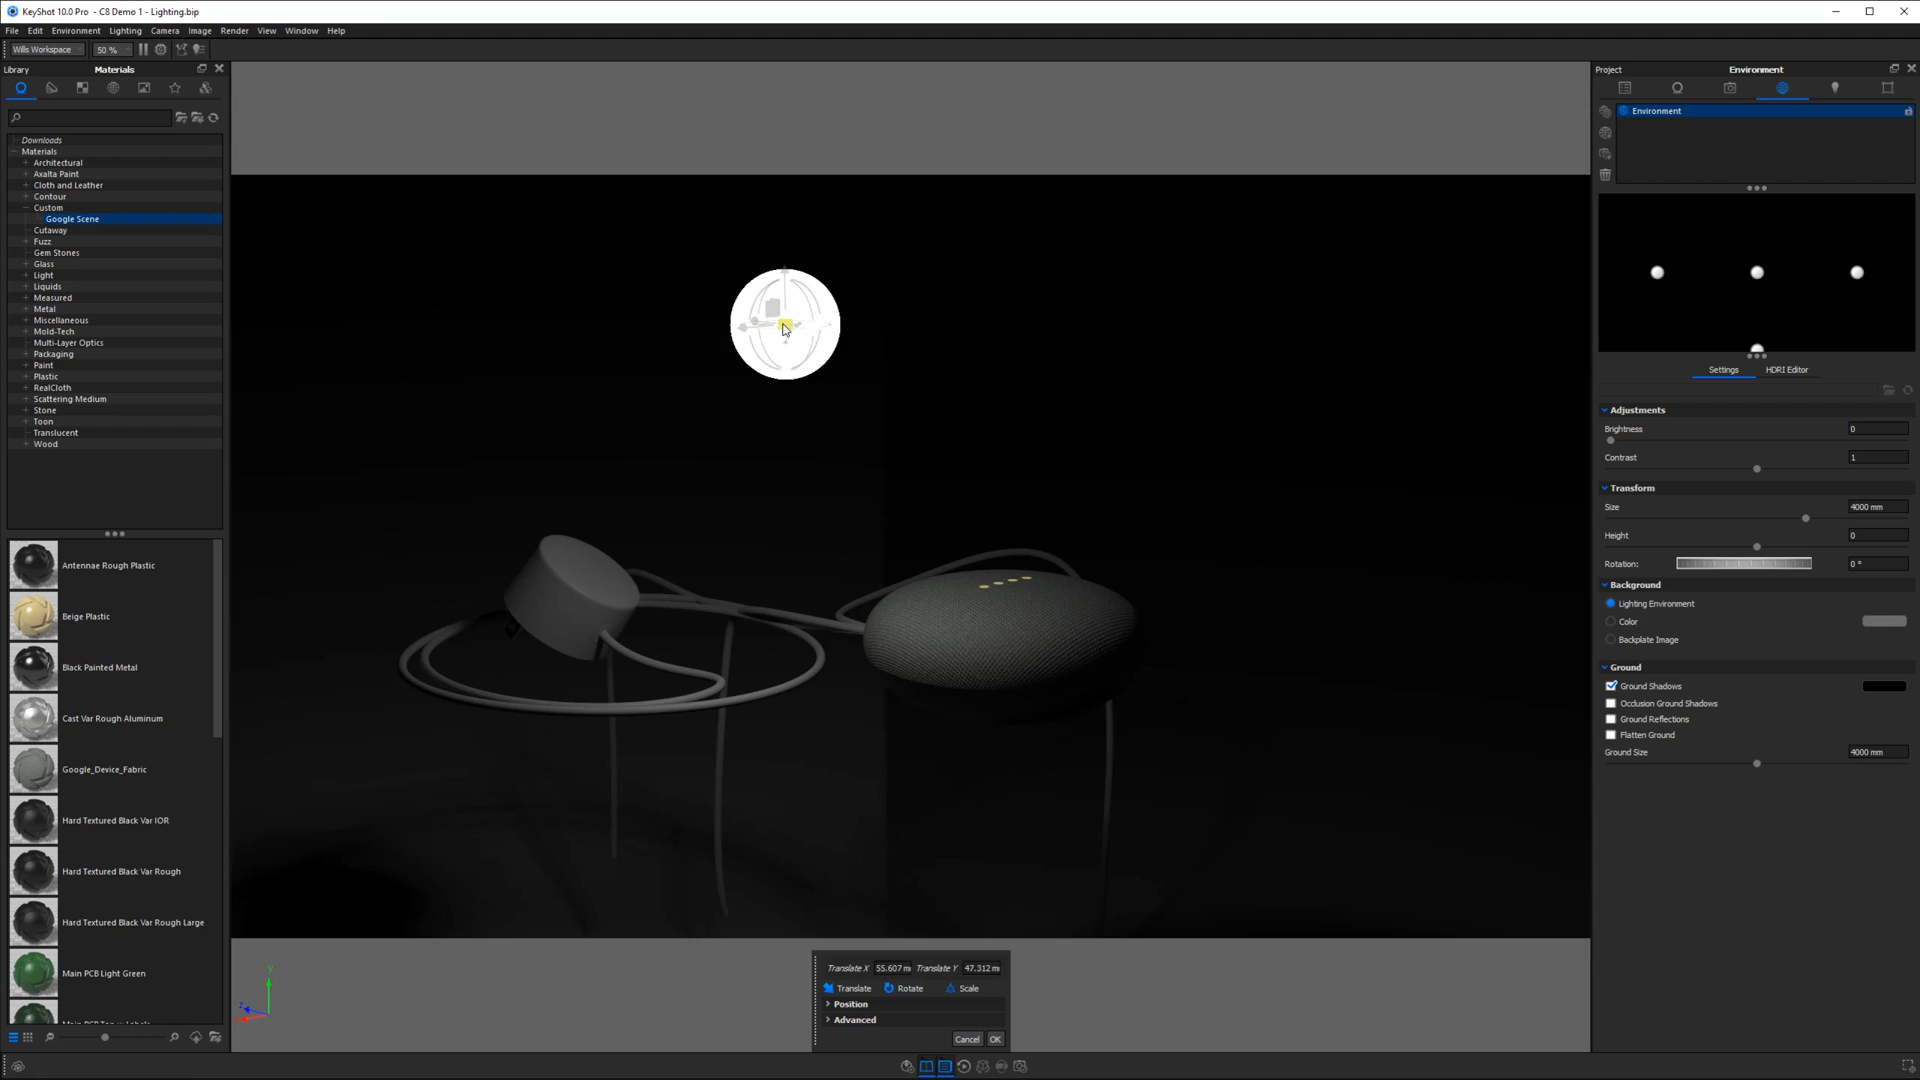 KeyShot 10.0 Pro - C8 Demo 1 - Lighting.bip
File Edit Environment Lighting Camera Image Render View Window Help
Wills Workspace 50 %
Library Materials
Project Environment
Downloads
Materials
Architectural
Axalta Paint
Cloth and Leather
Contour
Custom
Google Scene
Cutaway
Fuzz
Gem Stones
Glass
Light
Liquids
Measured
Metal
Miscellaneous
Mold-Tech
Multi-Layer Optics
Packaging
Paint
Plastic
RealCloth
Scattering Medium
Stone
Toon
Translucent
Wood
Antennae Rough Plastic
Beige Plastic
Black Painted Metal
Cast Var Rough Aluminum
Google_Device_Fabric
Hard Textured Black Var IOR
Hard Textured Black Var Rough
Hard Textured Black Var Rough Large
Main PCB Light Green
y
z
Translate X 55.607 m Translate Y 47.312 m
Translate Rotate Scale
Position
Advanced
Cancel OK
Environment
Settings HDRI Editor
Adjustments
Brightness 0
Contrast 1
Transform
Size 4000 mm
Height 0
Rotation: 0 °
Background
Lighting Environment
Color
Backplate Image
Ground
Ground Shadows
Occlusion Ground Shadows
Ground Reflections
Flatten Ground
Ground Size 4000 mm